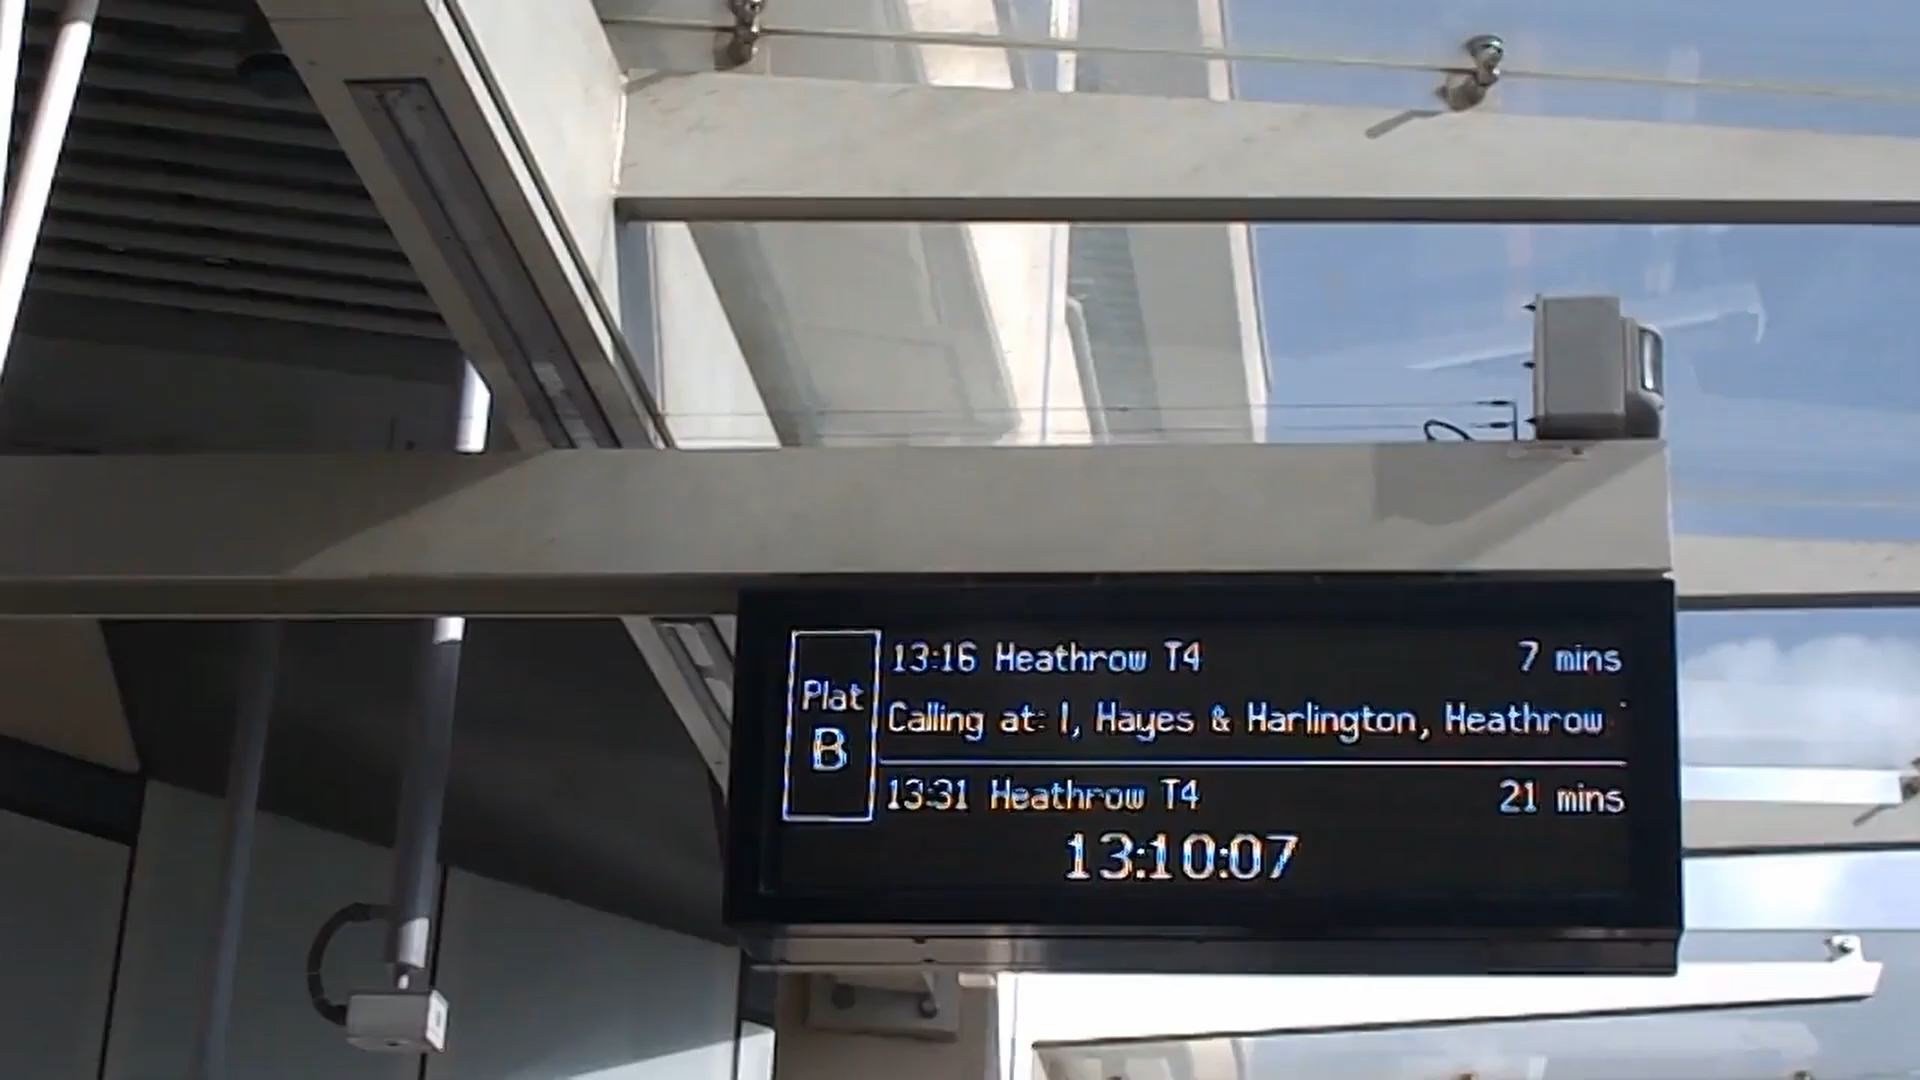 Plat
B
13:16 Heathrow T4 7 mins
Calling at: l, Hayes & Harlington, Heathrow
13:31 Heathrow T4 21 mins
13:10:07